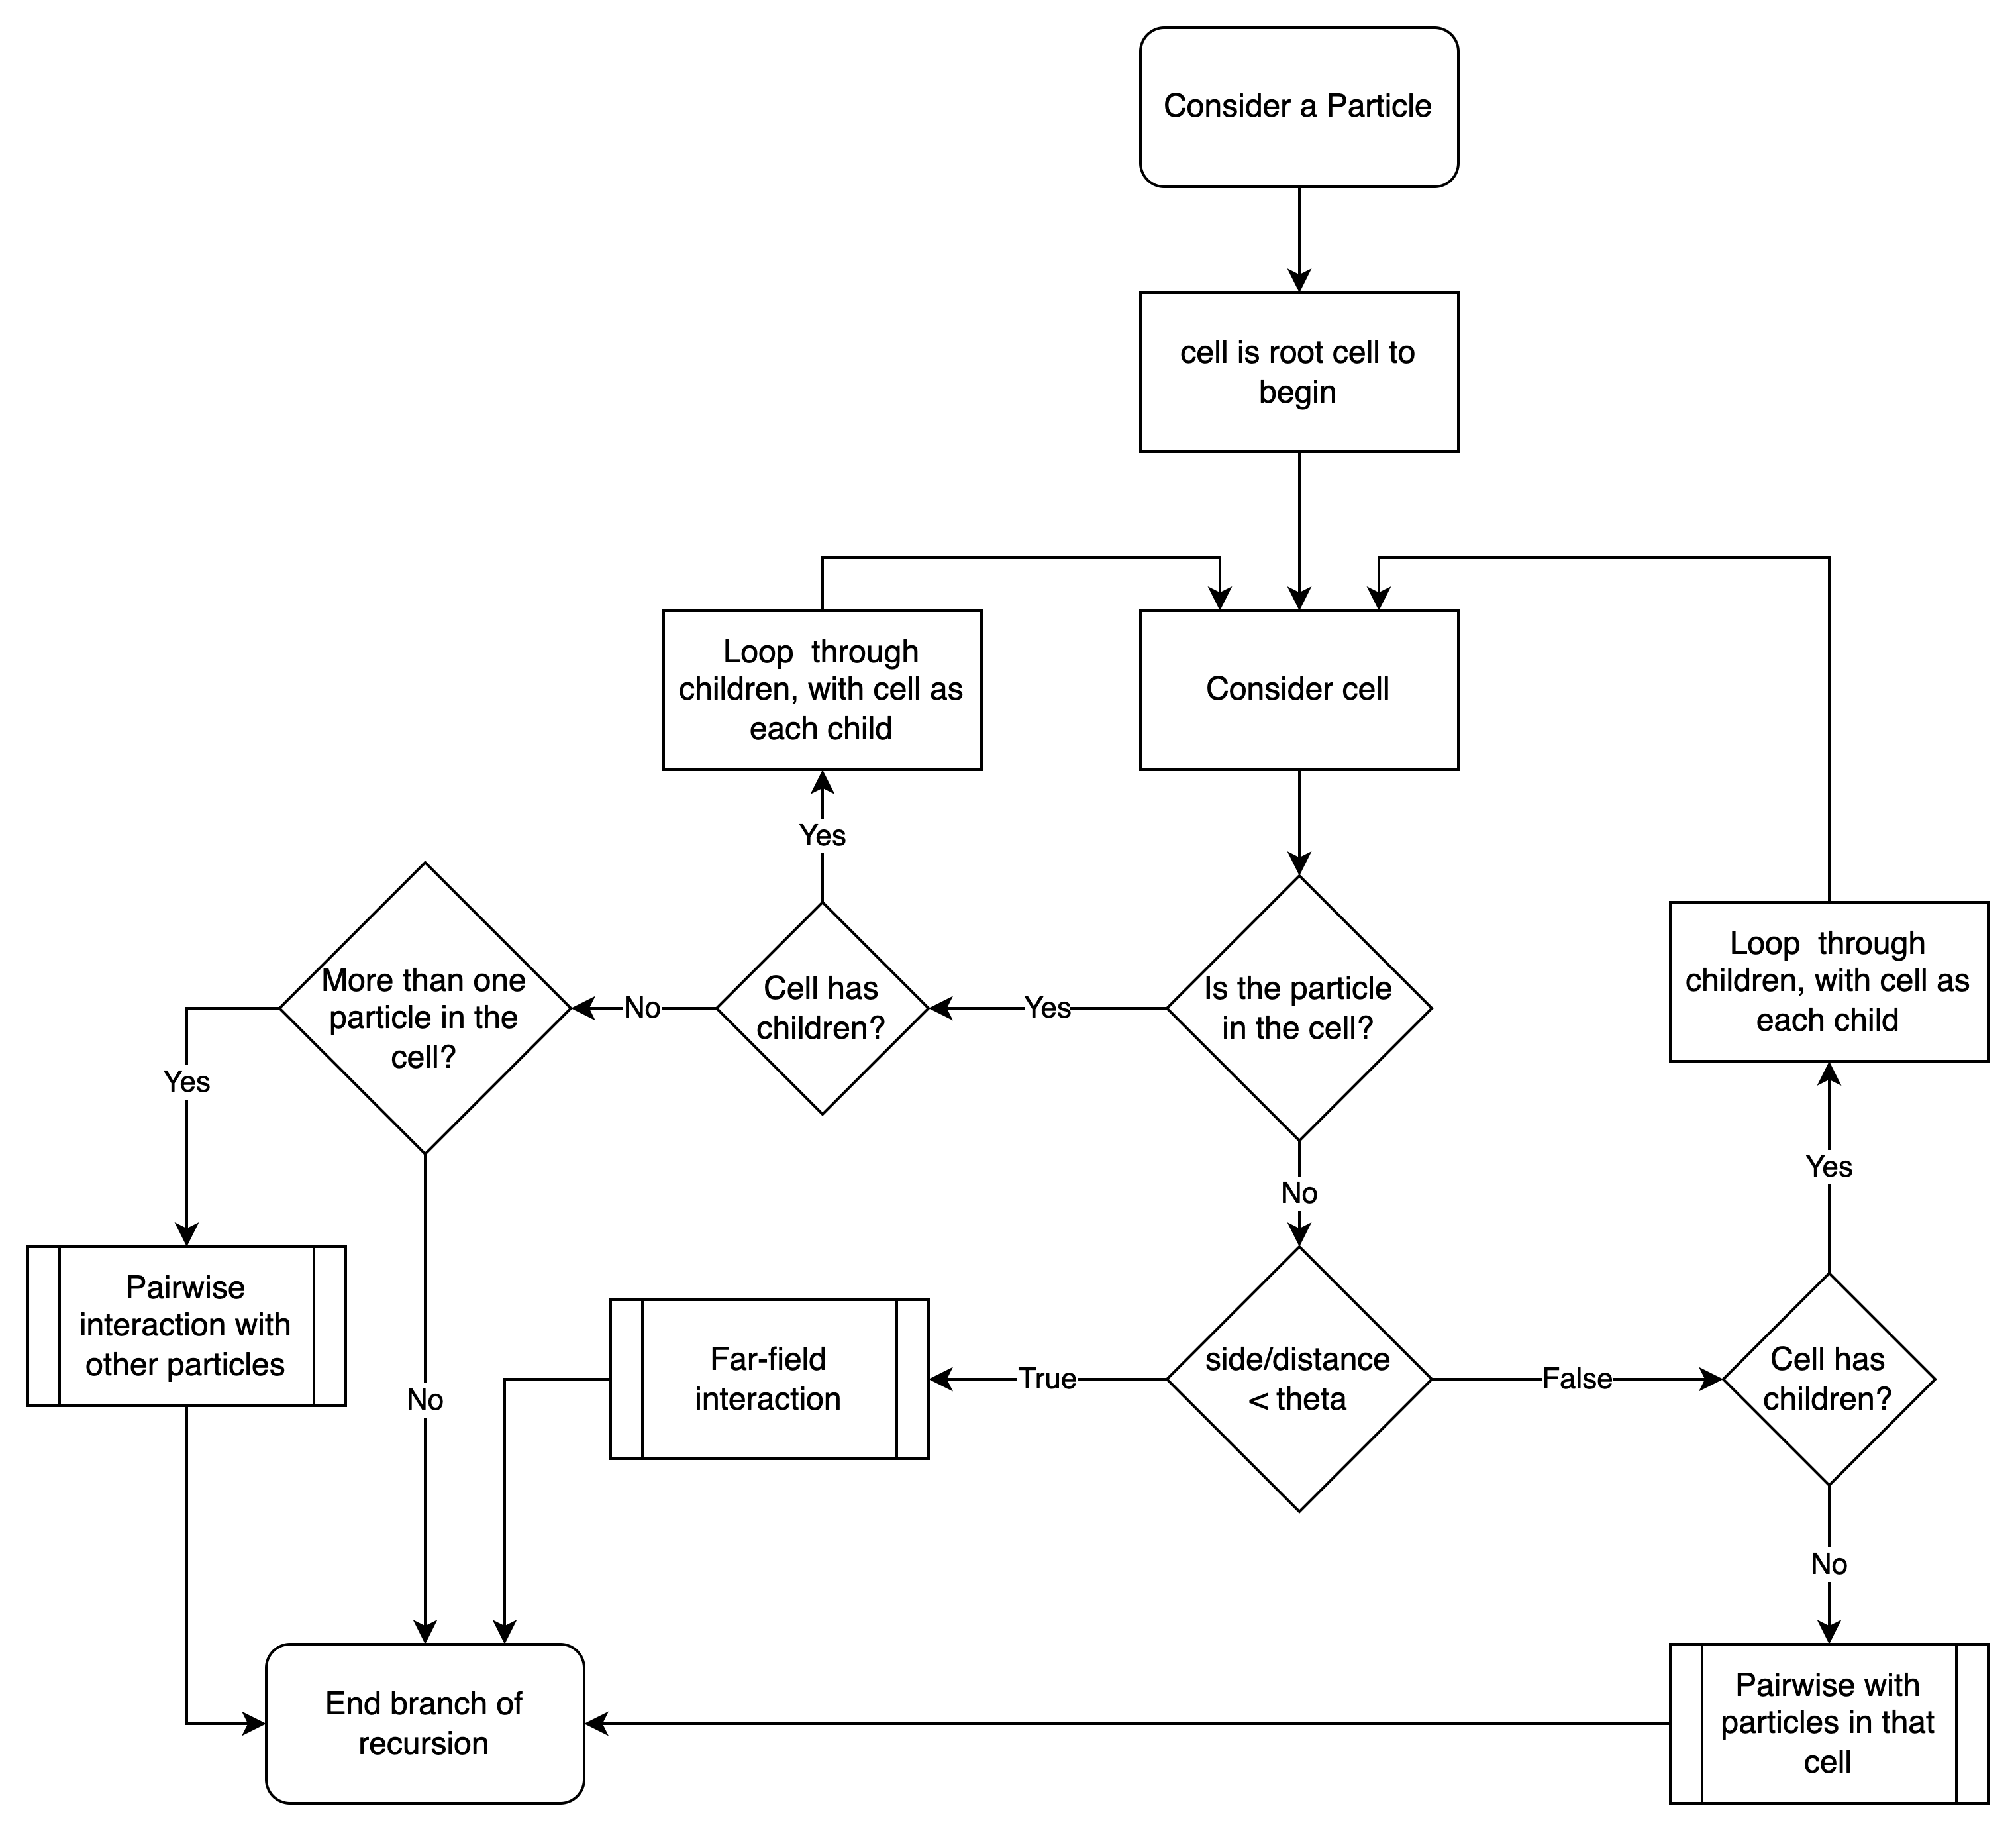 Consider a Particle
cell is root cell to
begin
Loop  through
children, with cell as
each child
Consider cell
Yes
More than one
particle in the
cell?
No
Cell has
children?
Yes
Is the particle
in the cell?
Loop  through
children, with cell as
each child
Yes
No
Yes
Pairwise
interaction with
other particles
No
Far-field
interaction
True
side/distance
< theta
False
Cell has
children?
No
End branch of
recursion
Pairwise with
particles in that
cell